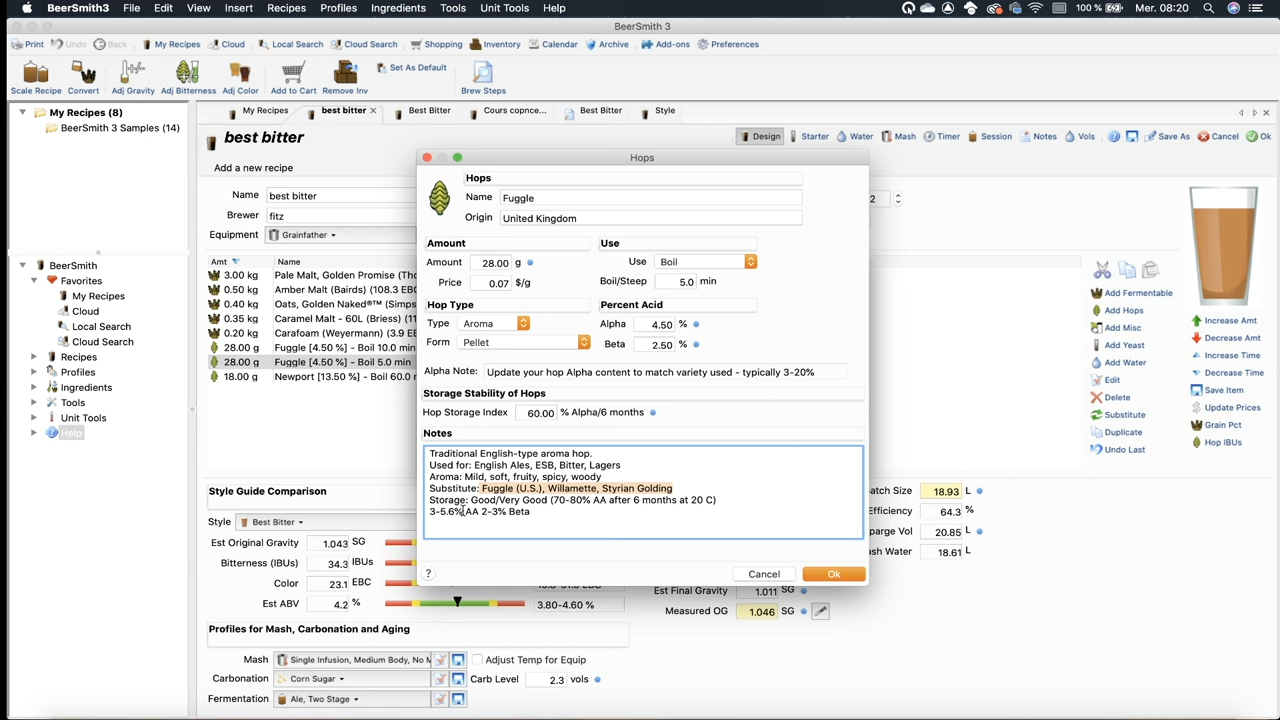 BeerSmith3 File Edit View Insert Recipes Profiles Ingredients Tools Unit Tools Help 100 % Mer. 08:20
BeerSmith 3
Print Undo Back My Recipes Cloud Local Search Cloud Search Shopping Inventory Calendar Archive Add-ons Preferences
Scale Recipe Convert Adj Gravity Adj Bitterness Adj Color Add to Cart Remove Inv Set As Default Brew Steps
My Recipes (8)
BeerSmith 3 Samples (14)
My Recipes best bitter Best Bitter Cours copnce... Best Bitter Style
best bitter
Design Starter Water Mash Timer Session Notes Vols Save As Cancel Ok
Add a new recipe
Name best bitter
Brewer fitz
Equipment Grainfather
2
Amt Name
3.00 kg Pale Malt, Golden Promise (Tho
0.50 kg Amber Malt (Bairds) (108.3 EBC
0.40 kg Oats, Golden Naked®™ (Simps
0.35 kg Caramel Malt - 60L (Briess) (11
0.20 kg Carafoam (Weyermann) (3.9 E
28.00 g Fuggle [4.50 %] - Boil 10.0 min
28.00 g Fuggle [4.50 %] - Boil 5.0 min
18.00 g Newport [13.50 %] - Boil 60.0 r
BeerSmith
Favorites
My Recipes
Cloud
Local Search
Cloud Search
Recipes
Profiles
Ingredients
Tools
Unit Tools
Help
Hops
Hops
Name Fuggle
Origin United Kingdom
Amount Use
Amount 28.00 g Use Boil
Price 0.07 $/g Boil/Steep 5.0 min
Hop Type Percent Acid
Type Aroma Alpha 4.50 %
Form Pellet Beta 2.50 %
Alpha Note: Update your hop Alpha content to match variety used - typically 3-20%
Storage Stability of Hops
Hop Storage Index 60.00 % Alpha/6 months
Notes
Traditional English-type aroma hop.
Used for: English Ales, ESB, Bitter, Lagers
Aroma: Mild, soft, fruity, spicy, woody
Substitute: Fuggle (U.S.), Willamette, Styrian Golding
Storage: Good/Very Good (70-80% AA after 6 months at 20 C)
3-5.6% AA 2-3% Beta
? Cancel Ok
Add Fermentable
Add Hops
Add Misc
Add Yeast
Add Water
Edit
Delete
Substitute
Duplicate
Undo Last
Increase Amt
Decrease Amt
Increase Time
Decrease Time
Save Item
Update Prices
Grain Pct
Hop IBUs
Style Guide Comparison
Style Best Bitter
Est Original Gravity 1.043 SG
Bitterness (IBUs) 34.3 IBUs
Color 23.1 EBC
Est ABV 4.2 % 3.80-4.60 %
atch Size 18.93 L
Efficiency 64.3 %
parge Vol 20.85 L
ash Water 18.61 L
Est Final Gravity 1.011 SG
Measured OG 1.046 SG
Profiles for Mash, Carbonation and Aging
Mash Single Infusion, Medium Body, No M Adjust Temp for Equip
Carbonation Corn Sugar Carb Level 2.3 vols
Fermentation Ale, Two Stage